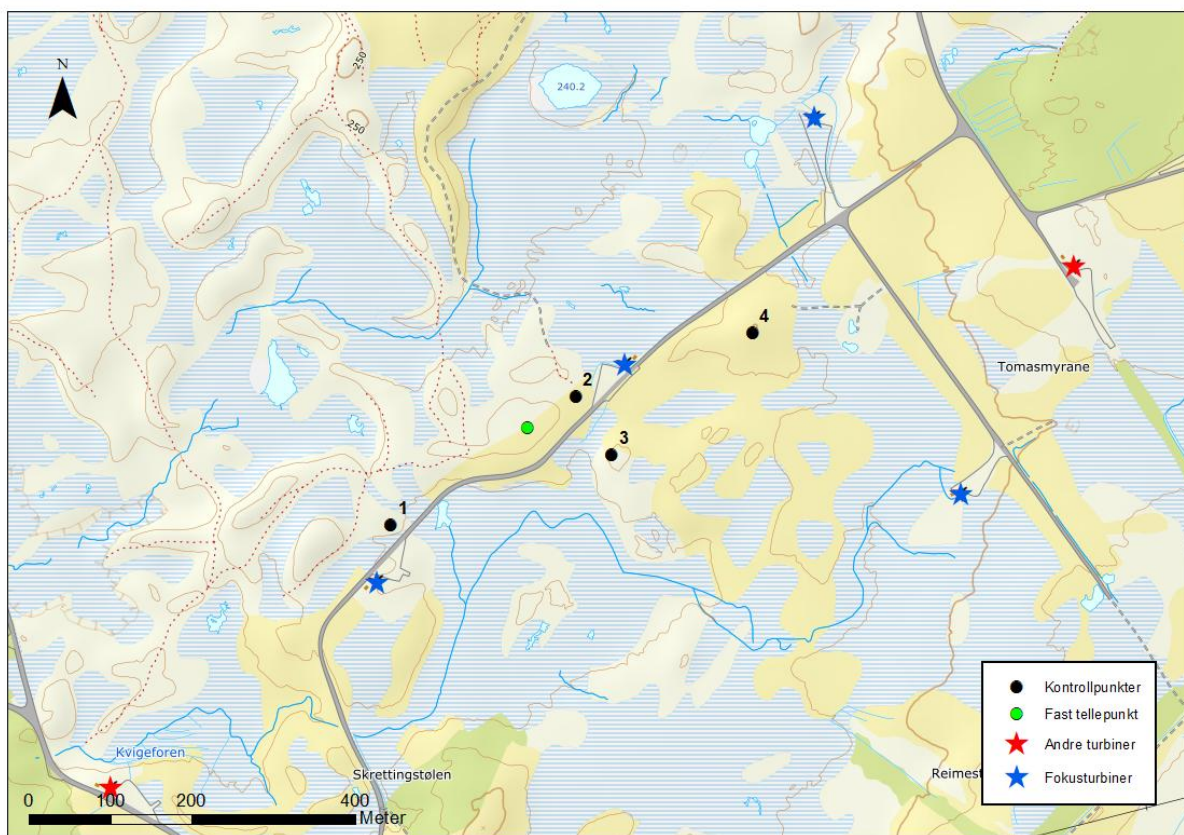 N
250
250
240.2
4
2
3
1
Tomasmyrane
Kvigeforen
Skrettingstølen
Kontrollpunkter
Fast tellepunkt
Andre turbiner
Fokusturbiner
0 100 200 400
Meter